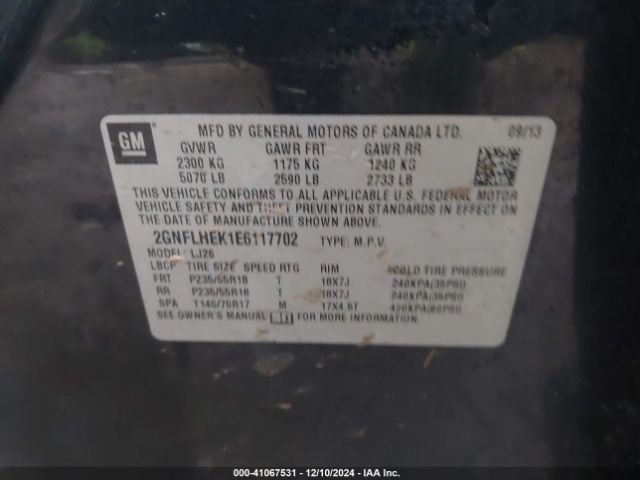 GM
MFD BY GENERAL MOTORS OF CANADA LTD. 09/13
GVWR GAWR FRT GAWR RR
2300 KG 1175 KG 1240 KG
5070 LB 2590 LB 2733 LB
THIS VEHICLE CONFORMS TO ALL APPLICABLE U.S. FEDERAL MOTOR
VEHICLE SAFETY AND THEFT PREVENTION STANDARDS IN EFFECT ON
THE DATE OF MANUFACTURE SHOWN ABOVE.
2GNFLHEK1E6117702 TYPE: M.P.V.
MODEL: LJ26
LBCP TIRE SIZE SPEED RTG RIM COLD TIRE PRESSURE
FRT P235/55R18 T 18X7J 240KPA(35PSI)
RR P235/55R18 T 18X7J 240KPA(35PSI)
SPA T145/70R17 M 17X4.5T 420KPA(60PSI)
SEE OWNER'S MANUAL FOR MORE INFORMATION.
000-41067531 - 12/10/2024 - IAA Inc.